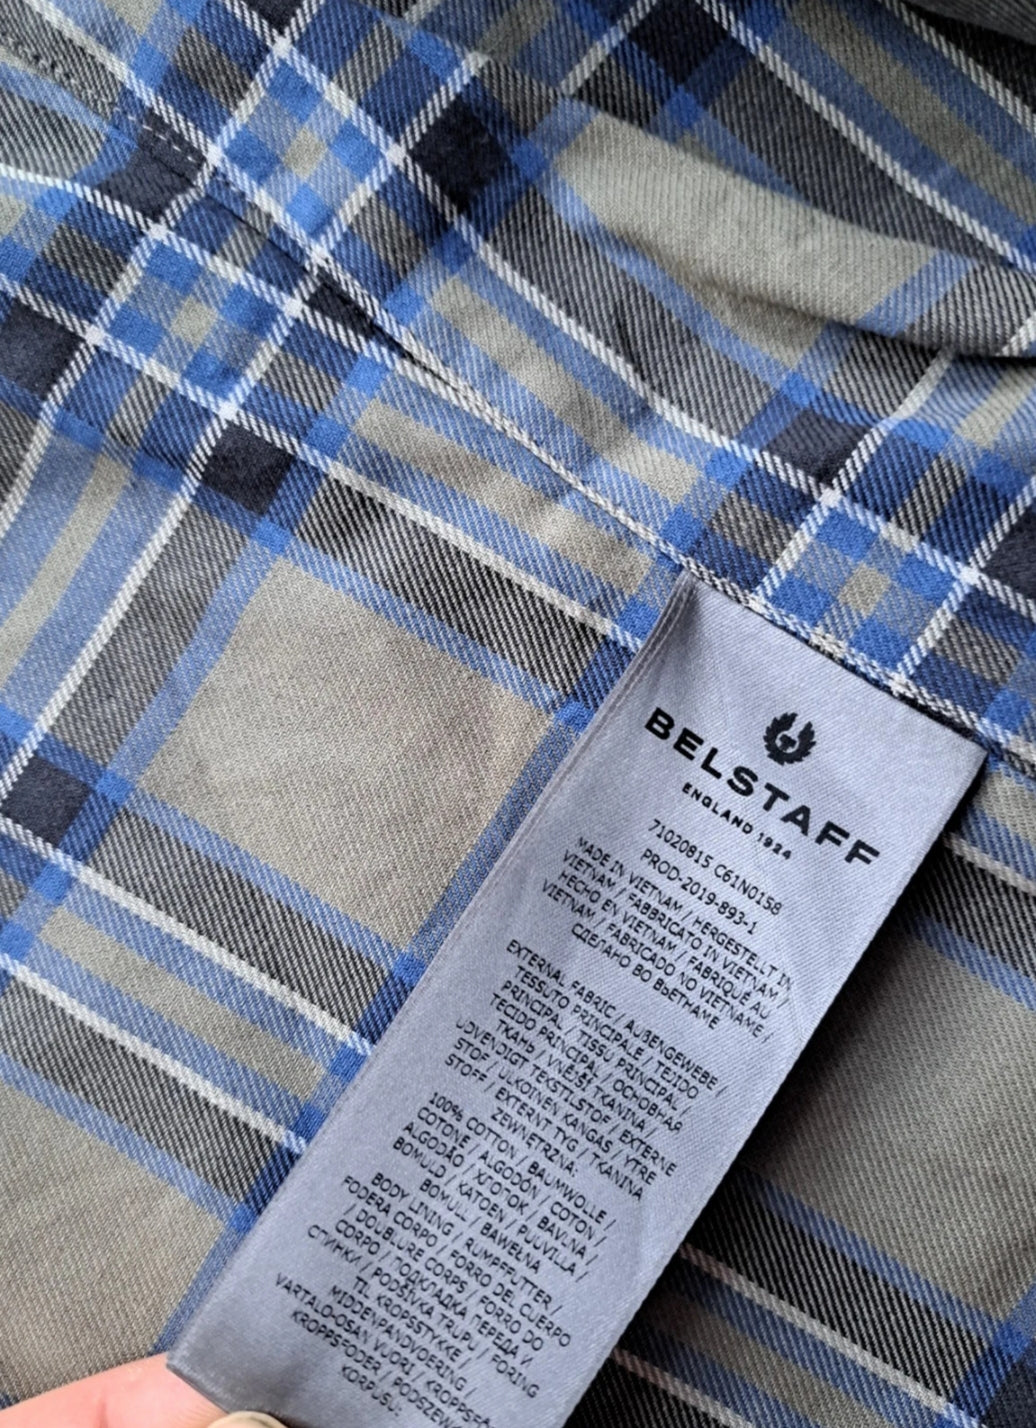 BELSTAFF
ENGLAND 1924
71020815 C61N0158
PROD-2019-893-1
MADE IN VIETNAM / HERGESTELLT IN
VIETNAM / FABBRICATO IN VIETNAM /
HECHO EN VIETNAM / FABRIQUÉ AU
VIETNAM / FABRICADO NO VIETNAME /
СДЕЛАНО ВО ВЬЕТНАМЕ
EXTERNAL FABRIC / AUßENGEWEBE /
TESSUTO PRINCIPALE / TEJIDO
PRINCIPAL / TISSU PRINCIPAL /
TECIDO PRINCIPAL / ОСНОВНАЯ
ТКАНЬ / VNĚJŠÍ TKANINA /
UDVENDIGT TEKSTILSTOF / EXTERNE
STOF / ULKOINEN KANGAS / YTRE
STOFF / EXTERNT TYG / TKANINA
ZEWNĘTRZNA:
100% COTTON / BAUMWOLLE /
COTONE / ALGODÓN / COTON /
ALGODÃO / ХЛОПОК / BAVLNA /
BOMULD / KATOEN / PUUVILLA /
BOMULL / BAWEŁNA
BODY LINING / RUMPFFUTTER /
FODERA CORPO / FORRO DEL CUERPO
/ DOUBLURE CORPS / FORRO DO
CORPO / ПОДКЛАДКА ПЕРЕДА И
СПИНКИ / PODŠÍVKA TRUPU / FORING
TIL KROPSSTYKKE /
MIDDENPANDVOERING /
VARTALO-OSAN VUORI / KROPPSFÔ
KROPPSFODER / PODSZEW
KORPUSU: